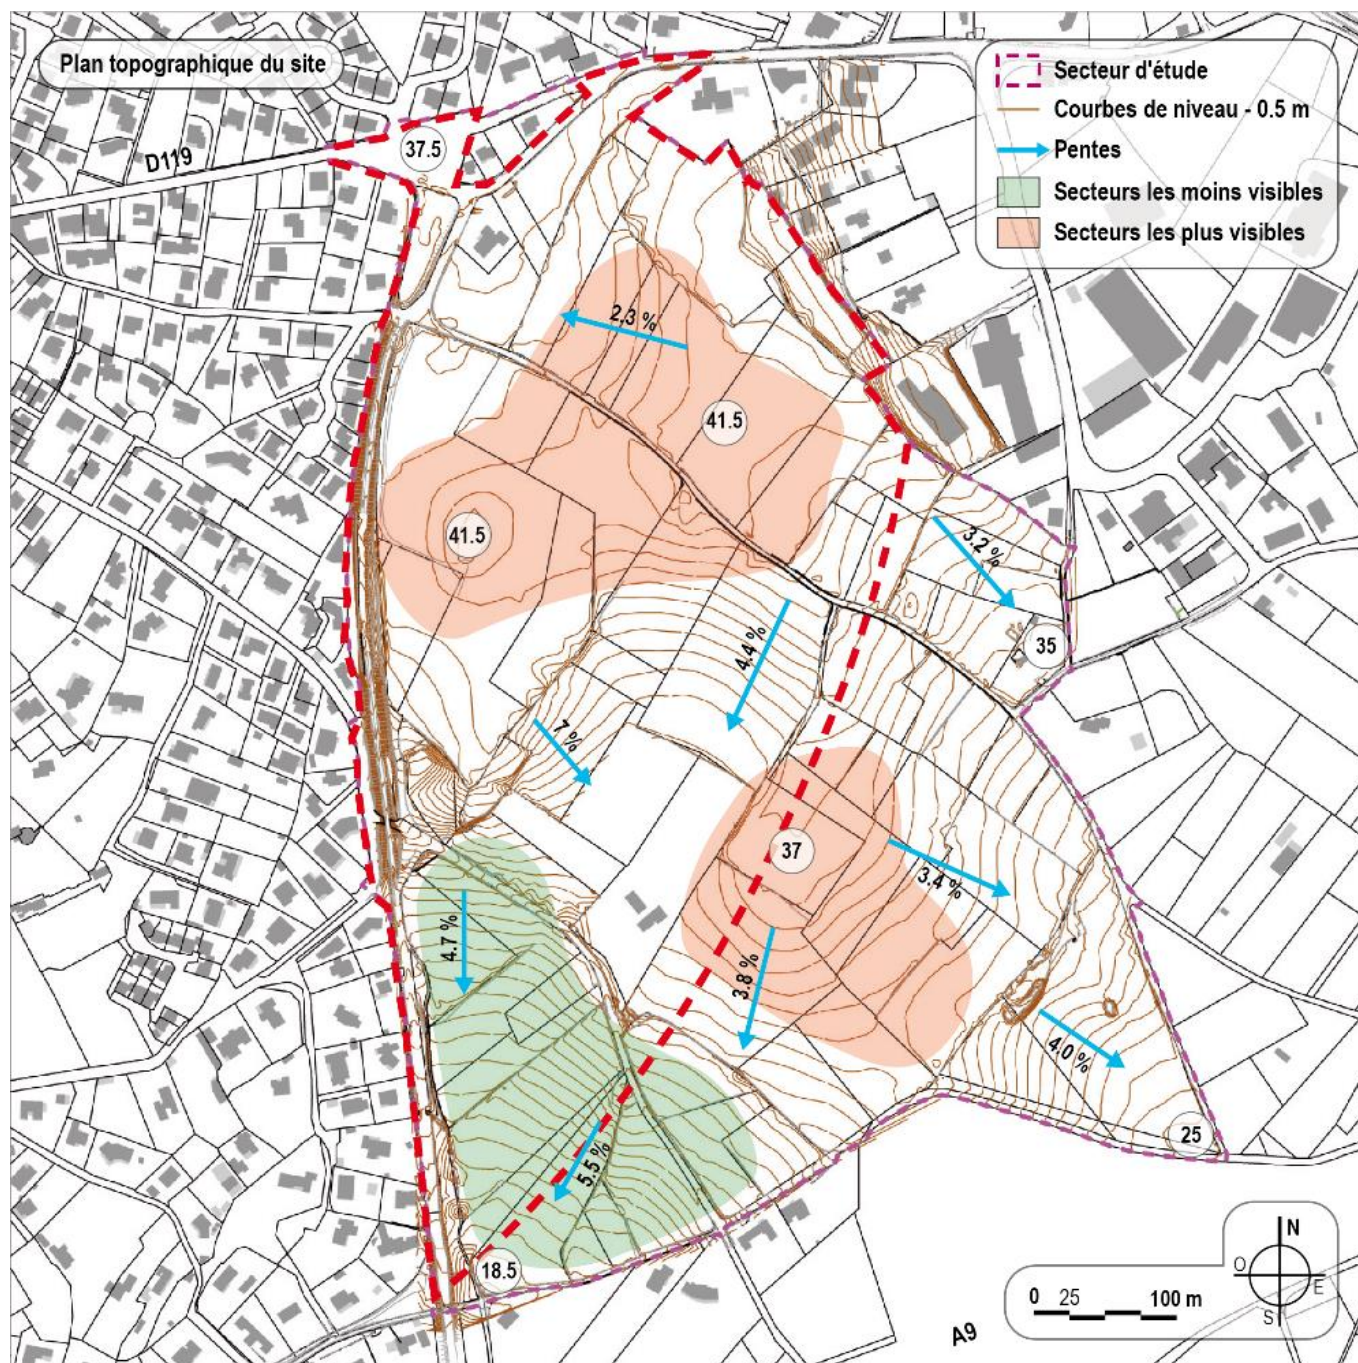 Plan topographique du site
Secteur d'étude
Courbes de niveau - 0.5 m
Pentes
Secteurs les moins visibles
Secteurs les plus visibles
D119
37.5
2,3 %
41.5
41.5
3.2 %
35
4.4 %
7 %
37
3.4 %
4.7 %
3.8 %
4.0 %
25
5.5 %
18.5
N
O
E
S
0 25 100 m
A9